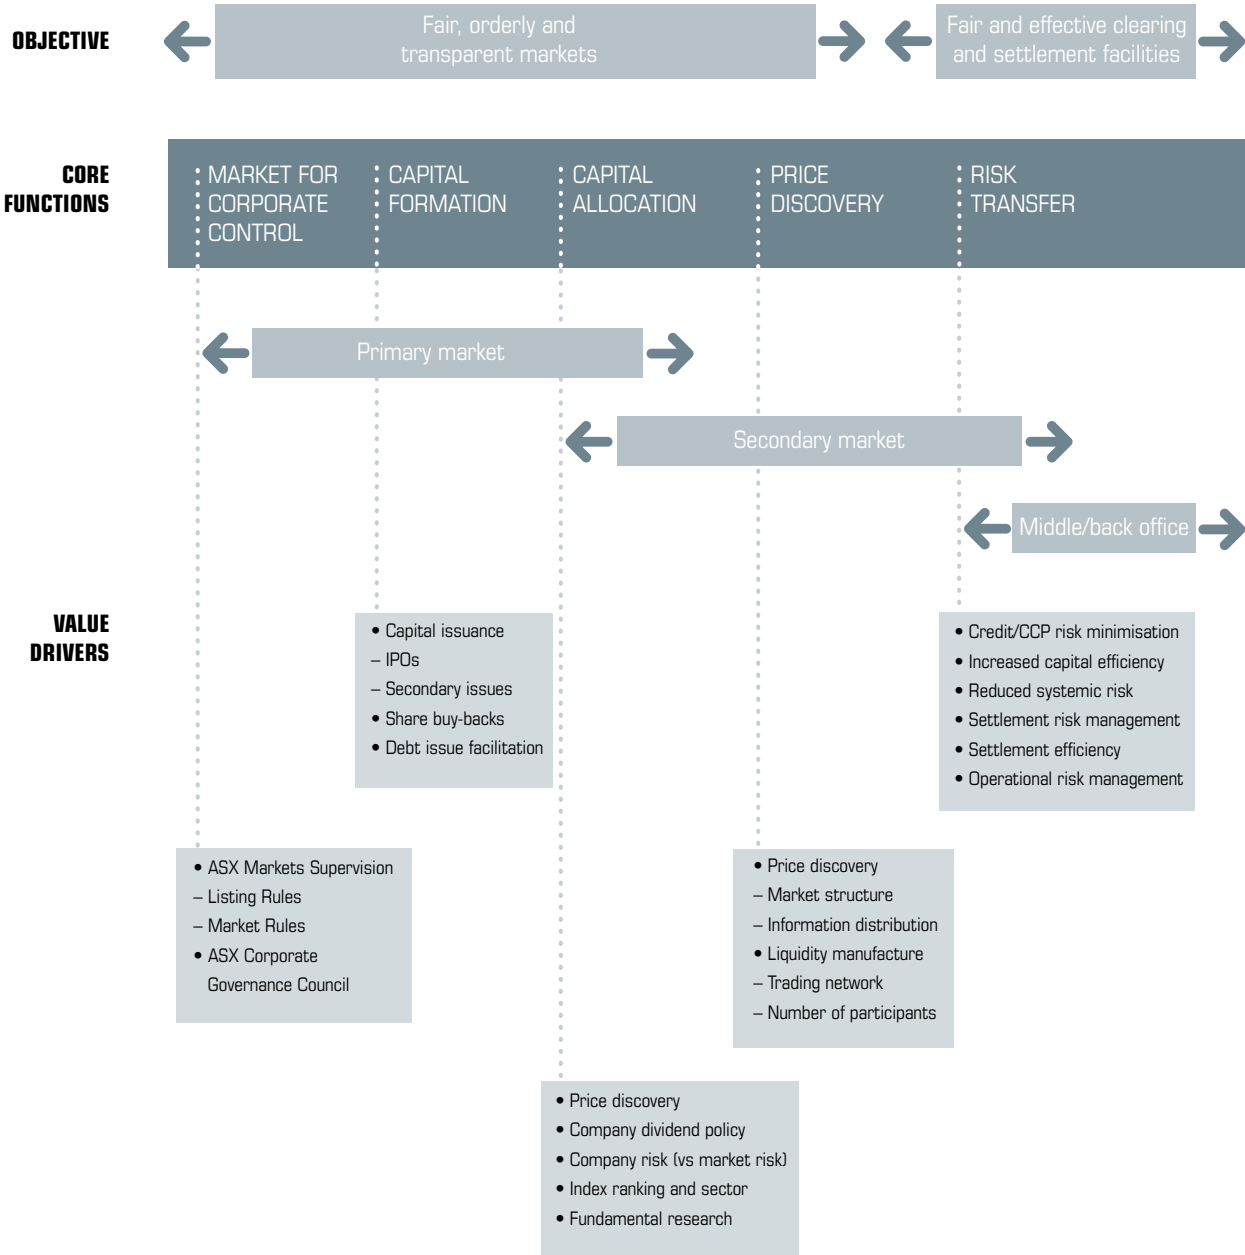 OBJECTIVE
Fair, orderly and
transparent markets
Fair and effective clearing
and settlement facilities
CORE
FUNCTIONS
MARKET FOR
CORPORATE
CONTROL
CAPITAL
FORMATION
CAPITAL
ALLOCATION
PRICE
DISCOVERY
RISK
TRANSFER
Primary market
Secondary market
Middle/back office
VALUE
DRIVERS
• Capital issuance
– IPOs
– Secondary issues
• Share buy-backs
• Debt issue facilitation
• Credit/CCP risk minimisation
• Increased capital efficiency
• Reduced systemic risk
• Settlement risk management
• Settlement efficiency
• Operational risk management
• ASX Markets Supervision
– Listing Rules
– Market Rules
• ASX Corporate
Governance Council
• Price discovery
– Market structure
– Information distribution
• Liquidity manufacture
– Trading network
– Number of participants
• Price discovery
• Company dividend policy
• Company risk (vs market risk)
• Index ranking and sector
• Fundamental research